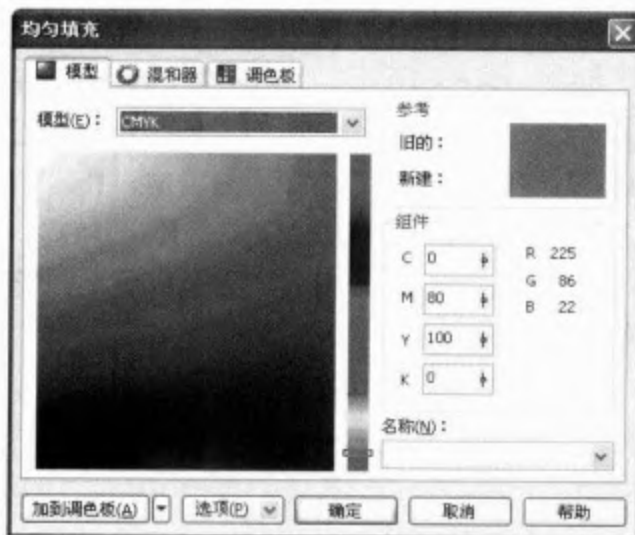 均匀填充
模型 混和器 调色板
模型(E): CMYK
参考
旧的:
新建:
组件
C 0 R 225
M 80 G 86
Y 100 B 22
K 0
名称(N):
加到调色板(A) 选项(P) 确定 取消 帮助